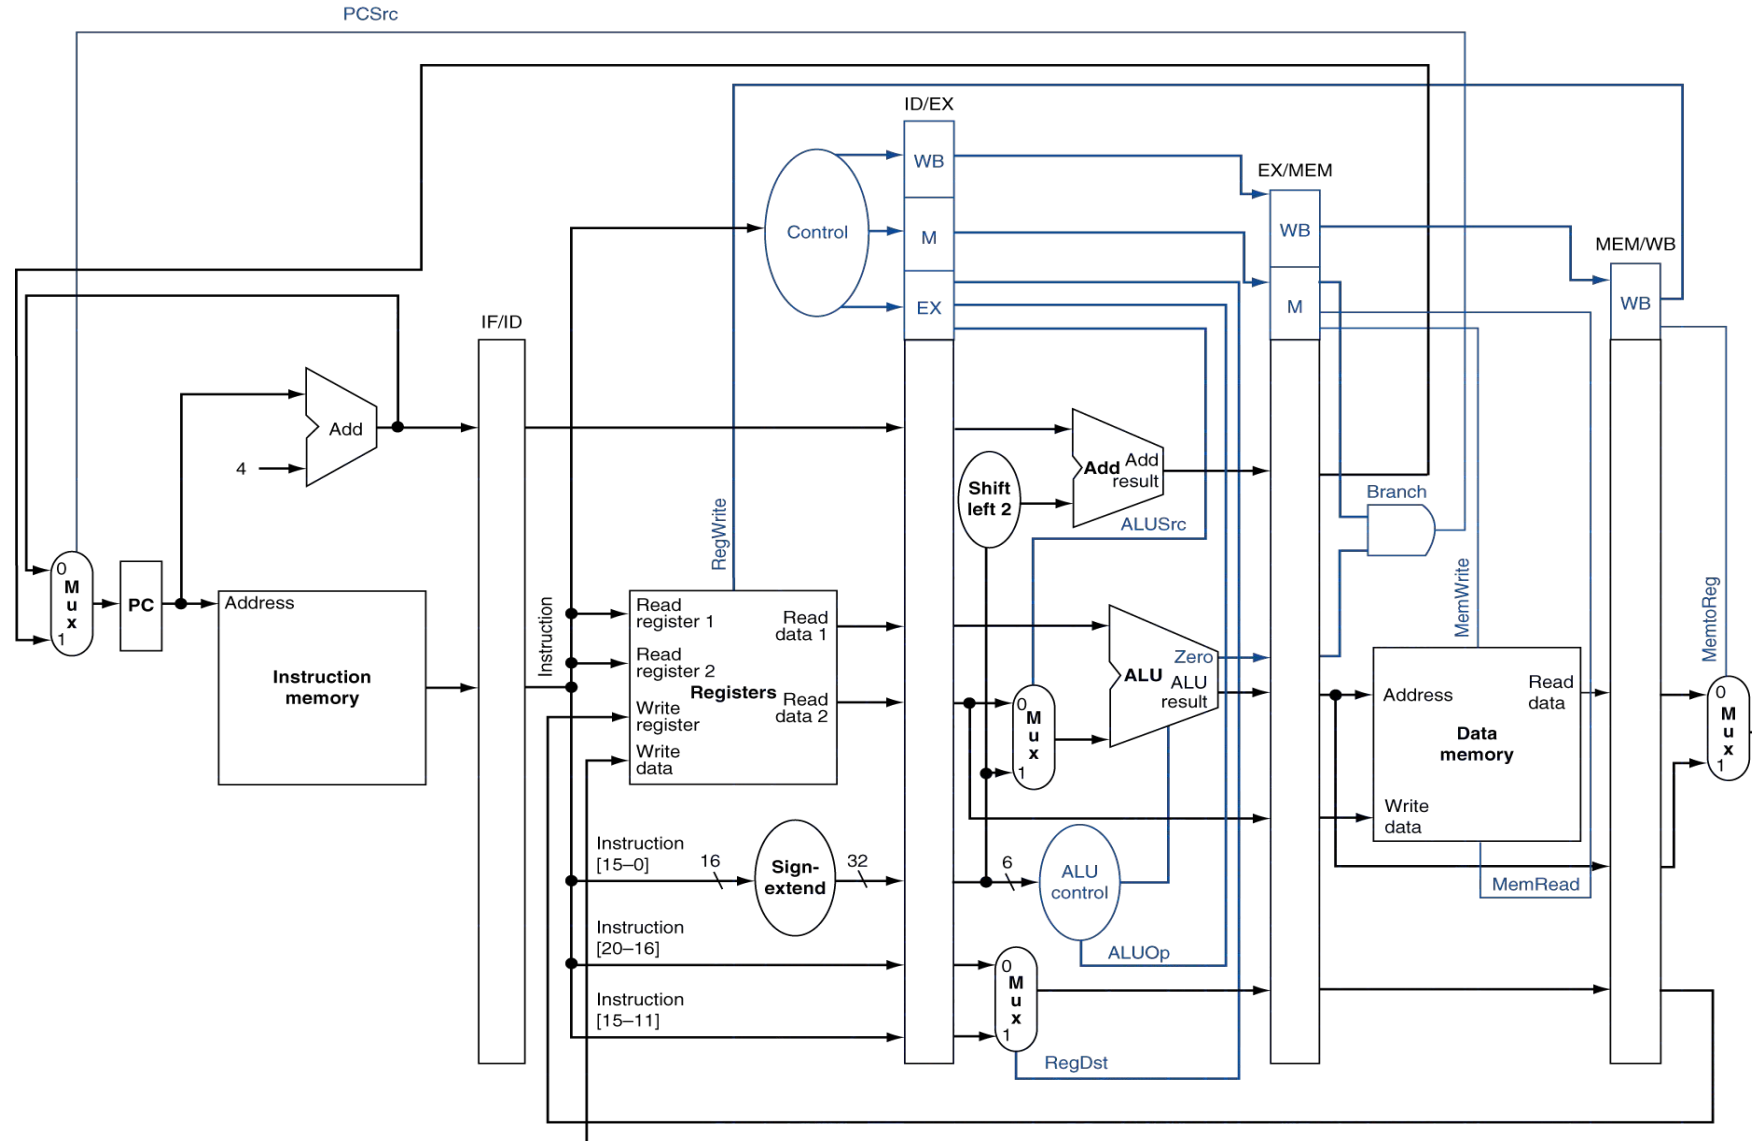 PCSrc
ID/EX
WB
EX/MEM
Control
M
WB
MEM/WB
EX
M
WB
IF/ID
Add
4
Shift
left 2
Add
Add
result
Branch
ALUSrc
RegWrite
MemWrite
MemtoReg
0
M
u
x
1
PC
Address
Instruction
memory
Instruction
Read
register 1
Read
register 2
Write
register
Write
data
Registers
Read
data 1
Read
data 2
0
M
u
x
1
Zero
ALU
ALU
result
Address
Read
data
Data
memory
Write
data
0
M
u
x
1
Instruction
[15–0]
16
Sign-
extend
32
6
ALU
control
MemRead
Instruction
[20–16]
ALUOp
0
M
u
x
1
Instruction
[15–11]
RegDst